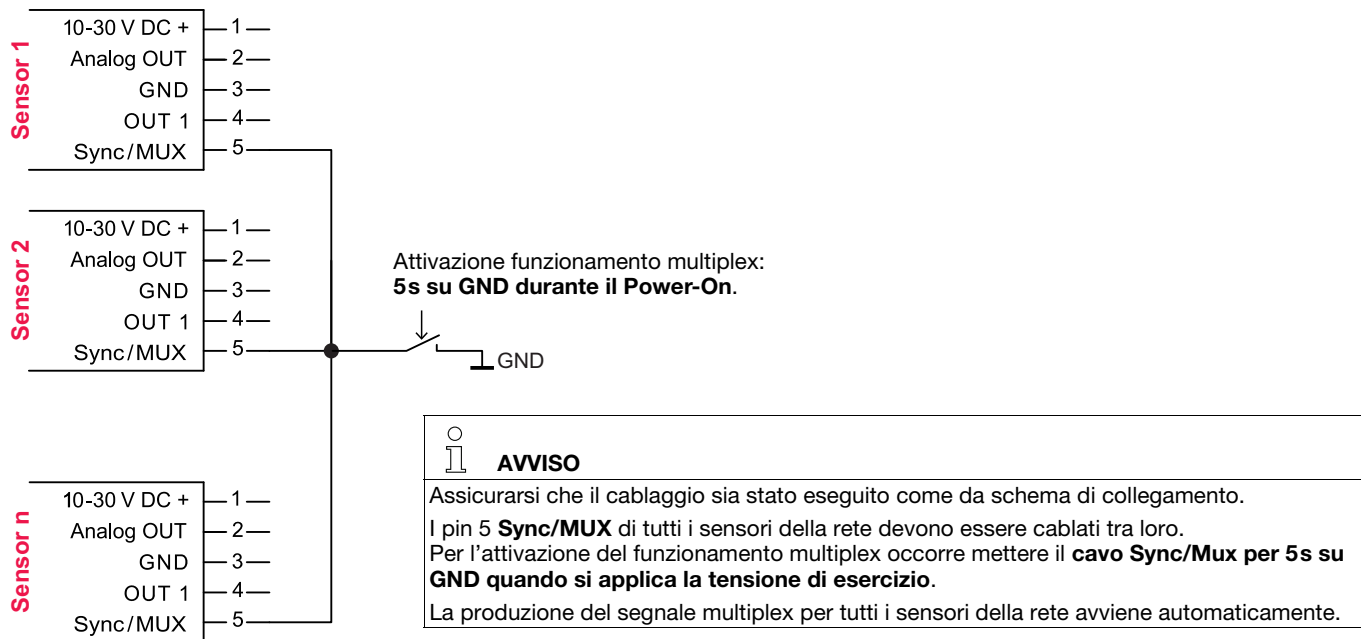 Sensor 1
10-30 V DC + 1
Analog OUT 2
GND 3
OUT 1 4
Sync/MUX 5
Sensor 2
10-30 V DC + 1
Analog OUT 2
GND 3
OUT 1 4
Sync/MUX 5
Attivazione funzionamento multiplex:
5s su GND durante il Power-On.
GND
Sensor n
10-30 V DC + 1
Analog OUT 2
GND 3
OUT 1 4
Sync/MUX 5
AVVISO
Assicurarsi che il cablaggio sia stato eseguito come da schema di collegamento.
I pin 5 Sync/MUX di tutti i sensori della rete devono essere cablati tra loro.
Per l'attivazione del funzionamento multiplex occorre mettere il cavo Sync/Mux per 5s su
GND quando si applica la tensione di esercizio.
La produzione del segnale multiplex per tutti i sensori della rete avviene automaticamente.